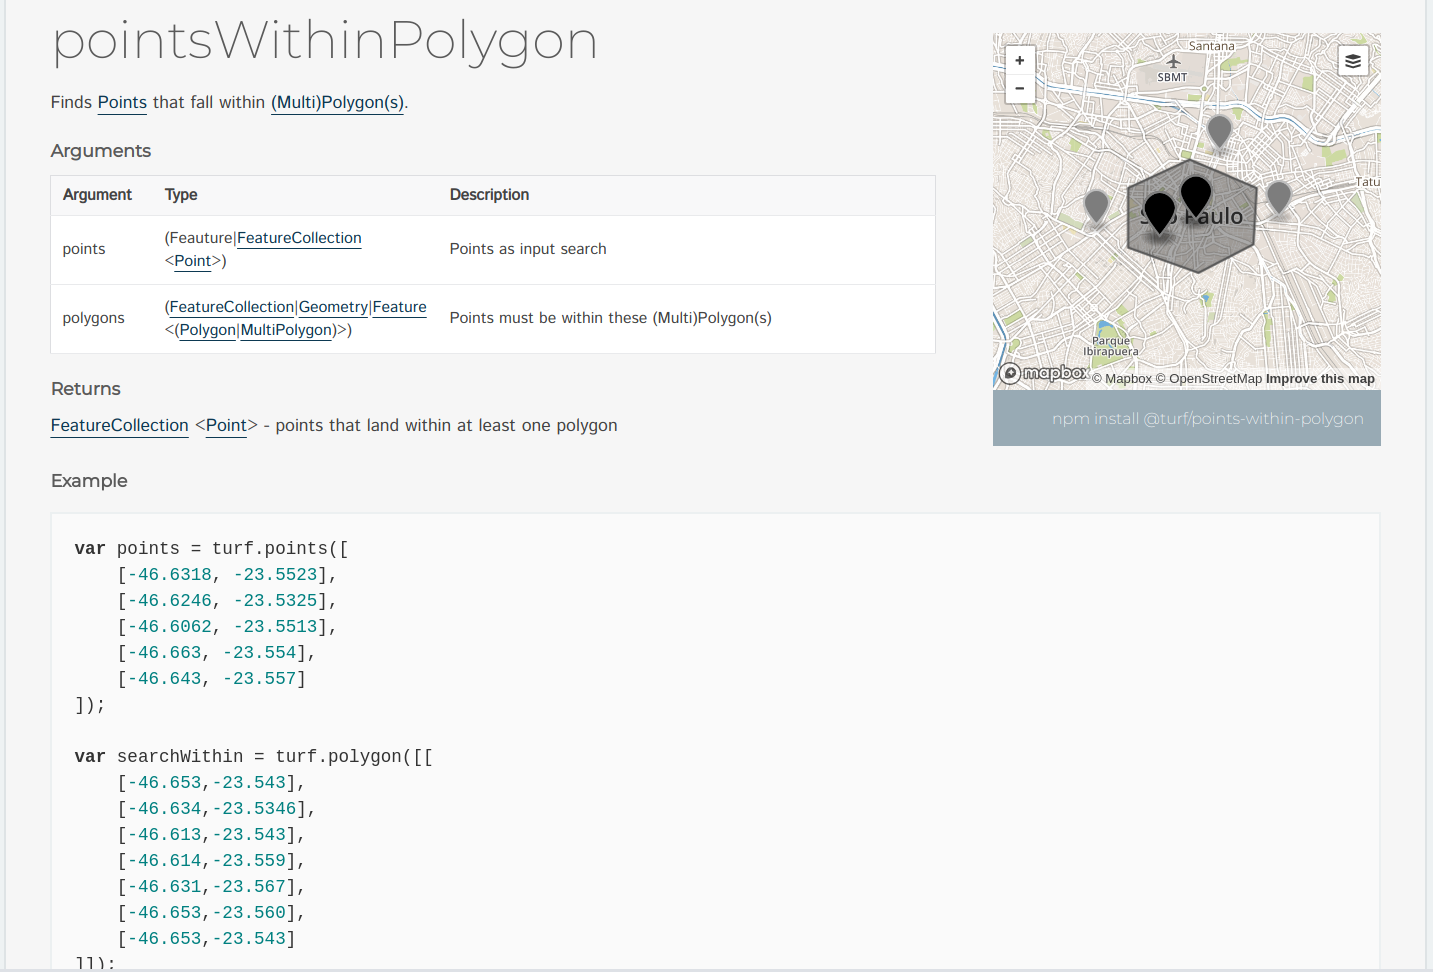 pointsWithinPolygon
Finds Points that fall within (Multi)Polygon(s).
Arguments
Argument Type Description
points (Feauture|FeatureCollection <Point>) Points as input search
polygons (FeatureCollection|Geometry|Feature <(Polygon|MultiPolygon)>) Points must be within these (Multi)Polygon(s)
Returns
FeatureCollection <Point> - points that land within at least one polygon
Santana
+
SBMT
−
Tatu
Paulo
Parque
Ibirapuera
mapbox
© Mapbox © OpenStreetMap Improve this map
npm install @turf/points-within-polygon
Example
var points = turf.points([
    [-46.6318, -23.5523],
    [-46.6246, -23.5325],
    [-46.6062, -23.5513],
    [-46.663, -23.554],
    [-46.643, -23.557]
]);
var searchWithin = turf.polygon([[
    [-46.653,-23.543],
    [-46.634,-23.5346],
    [-46.613,-23.543],
    [-46.614,-23.559],
    [-46.631,-23.567],
    [-46.653,-23.560],
    [-46.653,-23.543]
]]);